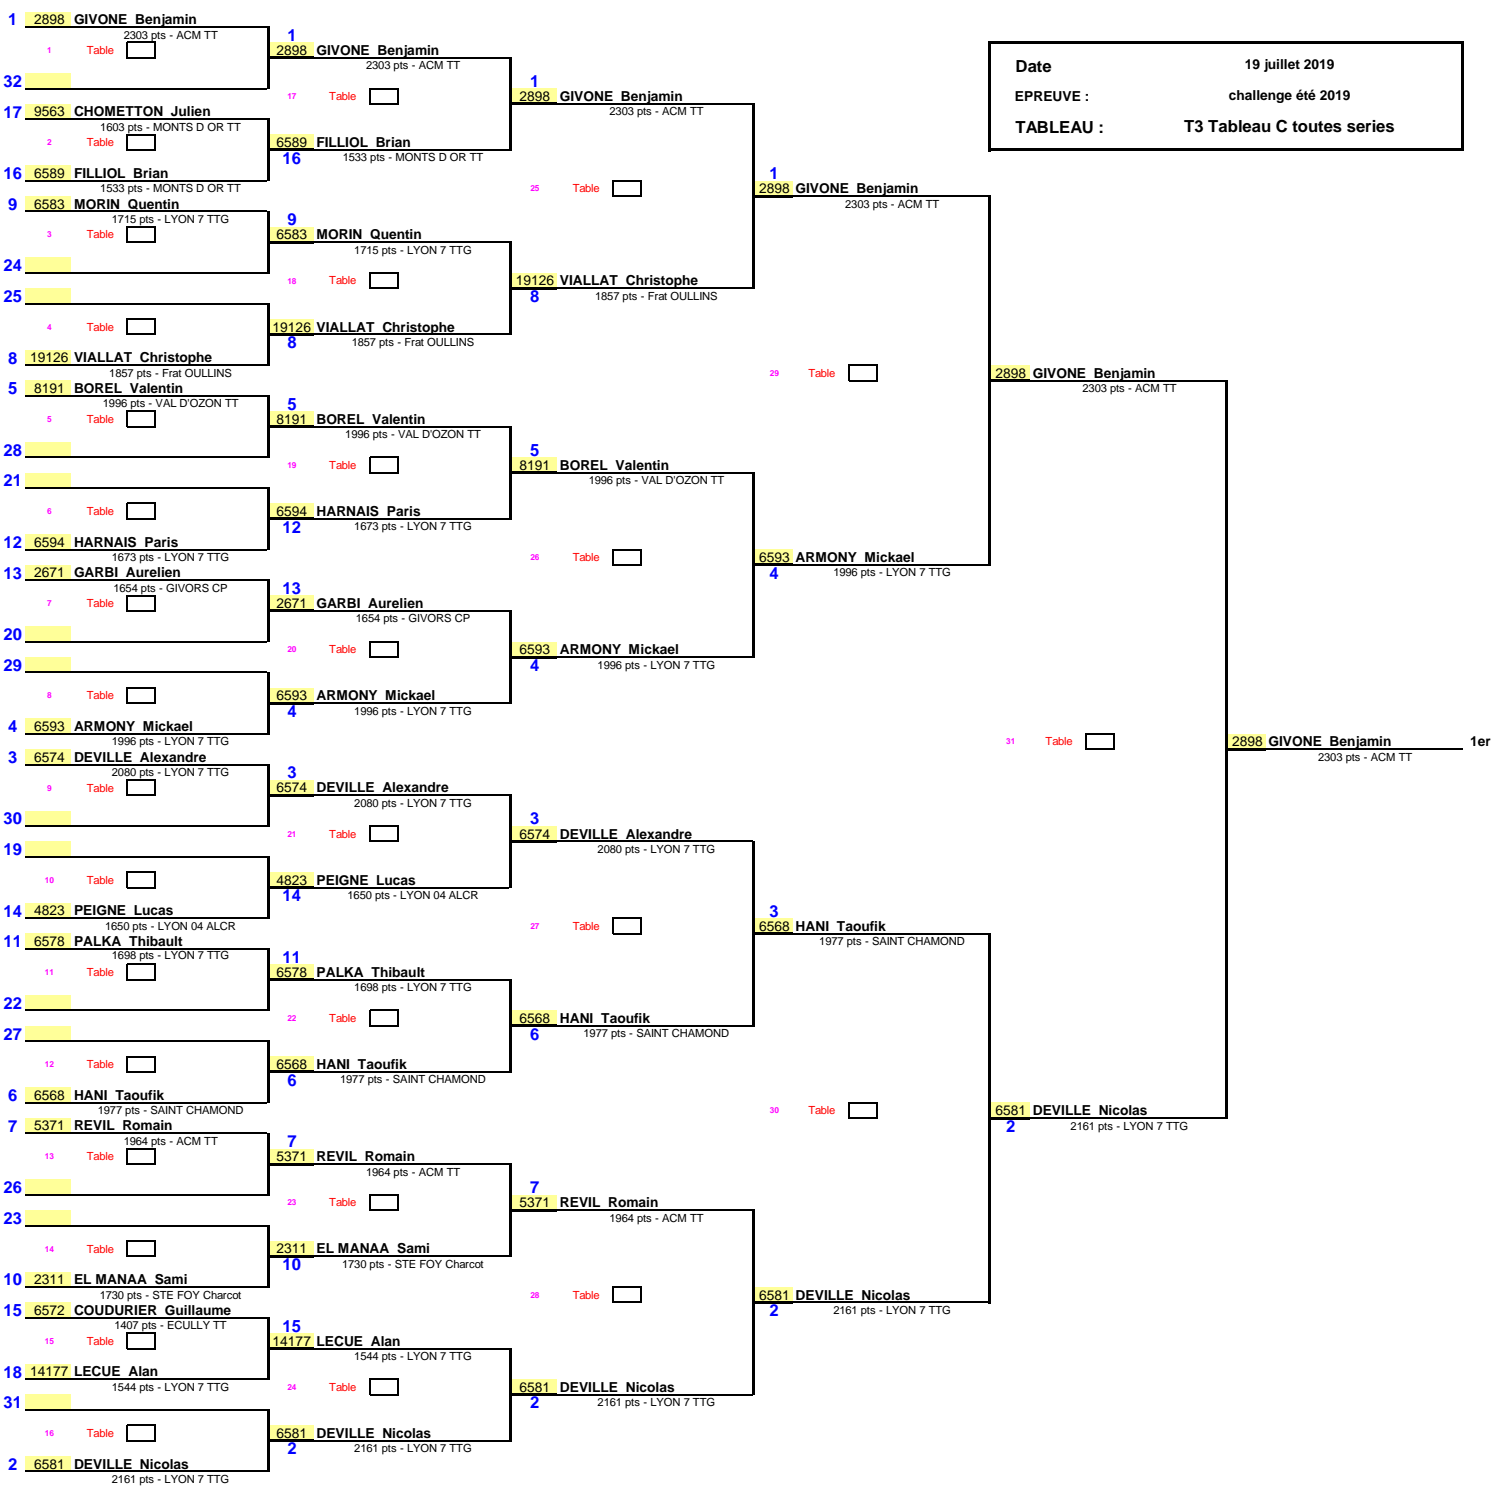 1 2898 GIVONE Benjamin
2303 pts - ACM TT
1 Table
32
17 9563 CHOMETTON Julien
1603 pts - MONTS D OR TT
2 Table
16 6589 FILLIOL Brian
1533 pts - MONTS D OR TT
9 6583 MORIN Quentin
1715 pts - LYON 7 TTG
3 Table
24
25
4 Table
8 19126 VIALLAT Christophe
1857 pts - Frat OULLINS
5 8191 BOREL Valentin
1996 pts - VAL D'OZON TT
5 Table
28
21
6 Table
12 6594 HARNAIS Paris
1673 pts - LYON 7 TTG
13 2671 GARBI Aurelien
1654 pts - GIVORS CP
7 Table
20
29
8 Table
4 6593 ARMONY Mickael
1996 pts - LYON 7 TTG
3 6574 DEVILLE Alexandre
2080 pts - LYON 7 TTG
9 Table
30
19
10 Table
14 4823 PEIGNE Lucas
1650 pts - LYON 04 ALCR
11 6578 PALKA Thibault
1698 pts - LYON 7 TTG
11 Table
22
27
12 Table
6 6568 HANI Taoufik
1977 pts - SAINT CHAMOND
7 5371 REVIL Romain
1964 pts - ACM TT
13 Table
26
23
14 Table
10 2311 EL MANAA Sami
1730 pts - STE FOY Charcot
15 6572 COUDURIER Guillaume
1407 pts - ECULLY TT
15 Table
18 14177 LECUE Alan
1544 pts - LYON 7 TTG
31
16 Table
2 6581 DEVILLE Nicolas
2161 pts - LYON 7 TTG
1
2898 GIVONE Benjamin
2303 pts - ACM TT
17 Table
6589 FILLIOL Brian
16 1533 pts - MONTS D OR TT
9
6583 MORIN Quentin
1715 pts - LYON 7 TTG
18 Table
19126 VIALLAT Christophe
8 1857 pts - Frat OULLINS
5
8191 BOREL Valentin
1996 pts - VAL D'OZON TT
19 Table
6594 HARNAIS Paris
12 1673 pts - LYON 7 TTG
13
2671 GARBI Aurelien
1654 pts - GIVORS CP
20 Table
6593 ARMONY Mickael
4 1996 pts - LYON 7 TTG
3
6574 DEVILLE Alexandre
2080 pts - LYON 7 TTG
21 Table
4823 PEIGNE Lucas
14 1650 pts - LYON 04 ALCR
11
6578 PALKA Thibault
1698 pts - LYON 7 TTG
22 Table
6568 HANI Taoufik
6 1977 pts - SAINT CHAMOND
7
5371 REVIL Romain
1964 pts - ACM TT
23 Table
2311 EL MANAA Sami
10 1730 pts - STE FOY Charcot
15
14177 LECUE Alan
1544 pts - LYON 7 TTG
24 Table
6581 DEVILLE Nicolas
2 2161 pts - LYON 7 TTG
1
2898 GIVONE Benjamin
2303 pts - ACM TT
25 Table
19126 VIALLAT Christophe
8 1857 pts - Frat OULLINS
5
8191 BOREL Valentin
1996 pts - VAL D'OZON TT
26 Table
6593 ARMONY Mickael
4 1996 pts - LYON 7 TTG
3
6574 DEVILLE Alexandre
2080 pts - LYON 7 TTG
27 Table
6568 HANI Taoufik
6 1977 pts - SAINT CHAMOND
7
5371 REVIL Romain
1964 pts - ACM TT
28 Table
6581 DEVILLE Nicolas
2 2161 pts - LYON 7 TTG
1
2898 GIVONE Benjamin
2303 pts - ACM TT
29 Table
6593 ARMONY Mickael
4 1996 pts - LYON 7 TTG
3
6568 HANI Taoufik
1977 pts - SAINT CHAMOND
30 Table
6581 DEVILLE Nicolas
2 2161 pts - LYON 7 TTG
Date 19 juillet 2019
EPREUVE : challenge été 2019
TABLEAU : T3 Tableau C toutes series
2898 GIVONE Benjamin
2303 pts - ACM TT
31 Table
6581 DEVILLE Nicolas
2 2161 pts - LYON 7 TTG
2898 GIVONE Benjamin 1er
2303 pts - ACM TT